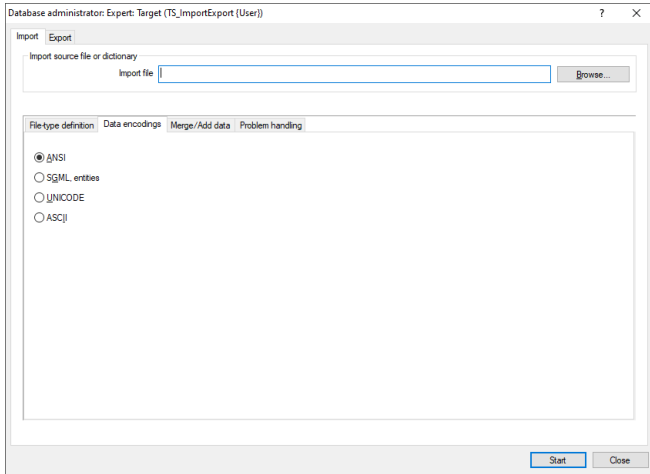 Database administrator: Expert: Target (TS_ImportExport {User})
Import Export
Import source file or dictionary
Import file
Browse...
File-type definition Data encodings Merge/Add data Problem handling
ANSI
SGML, entities
UNICODE
ASCII
Start Close